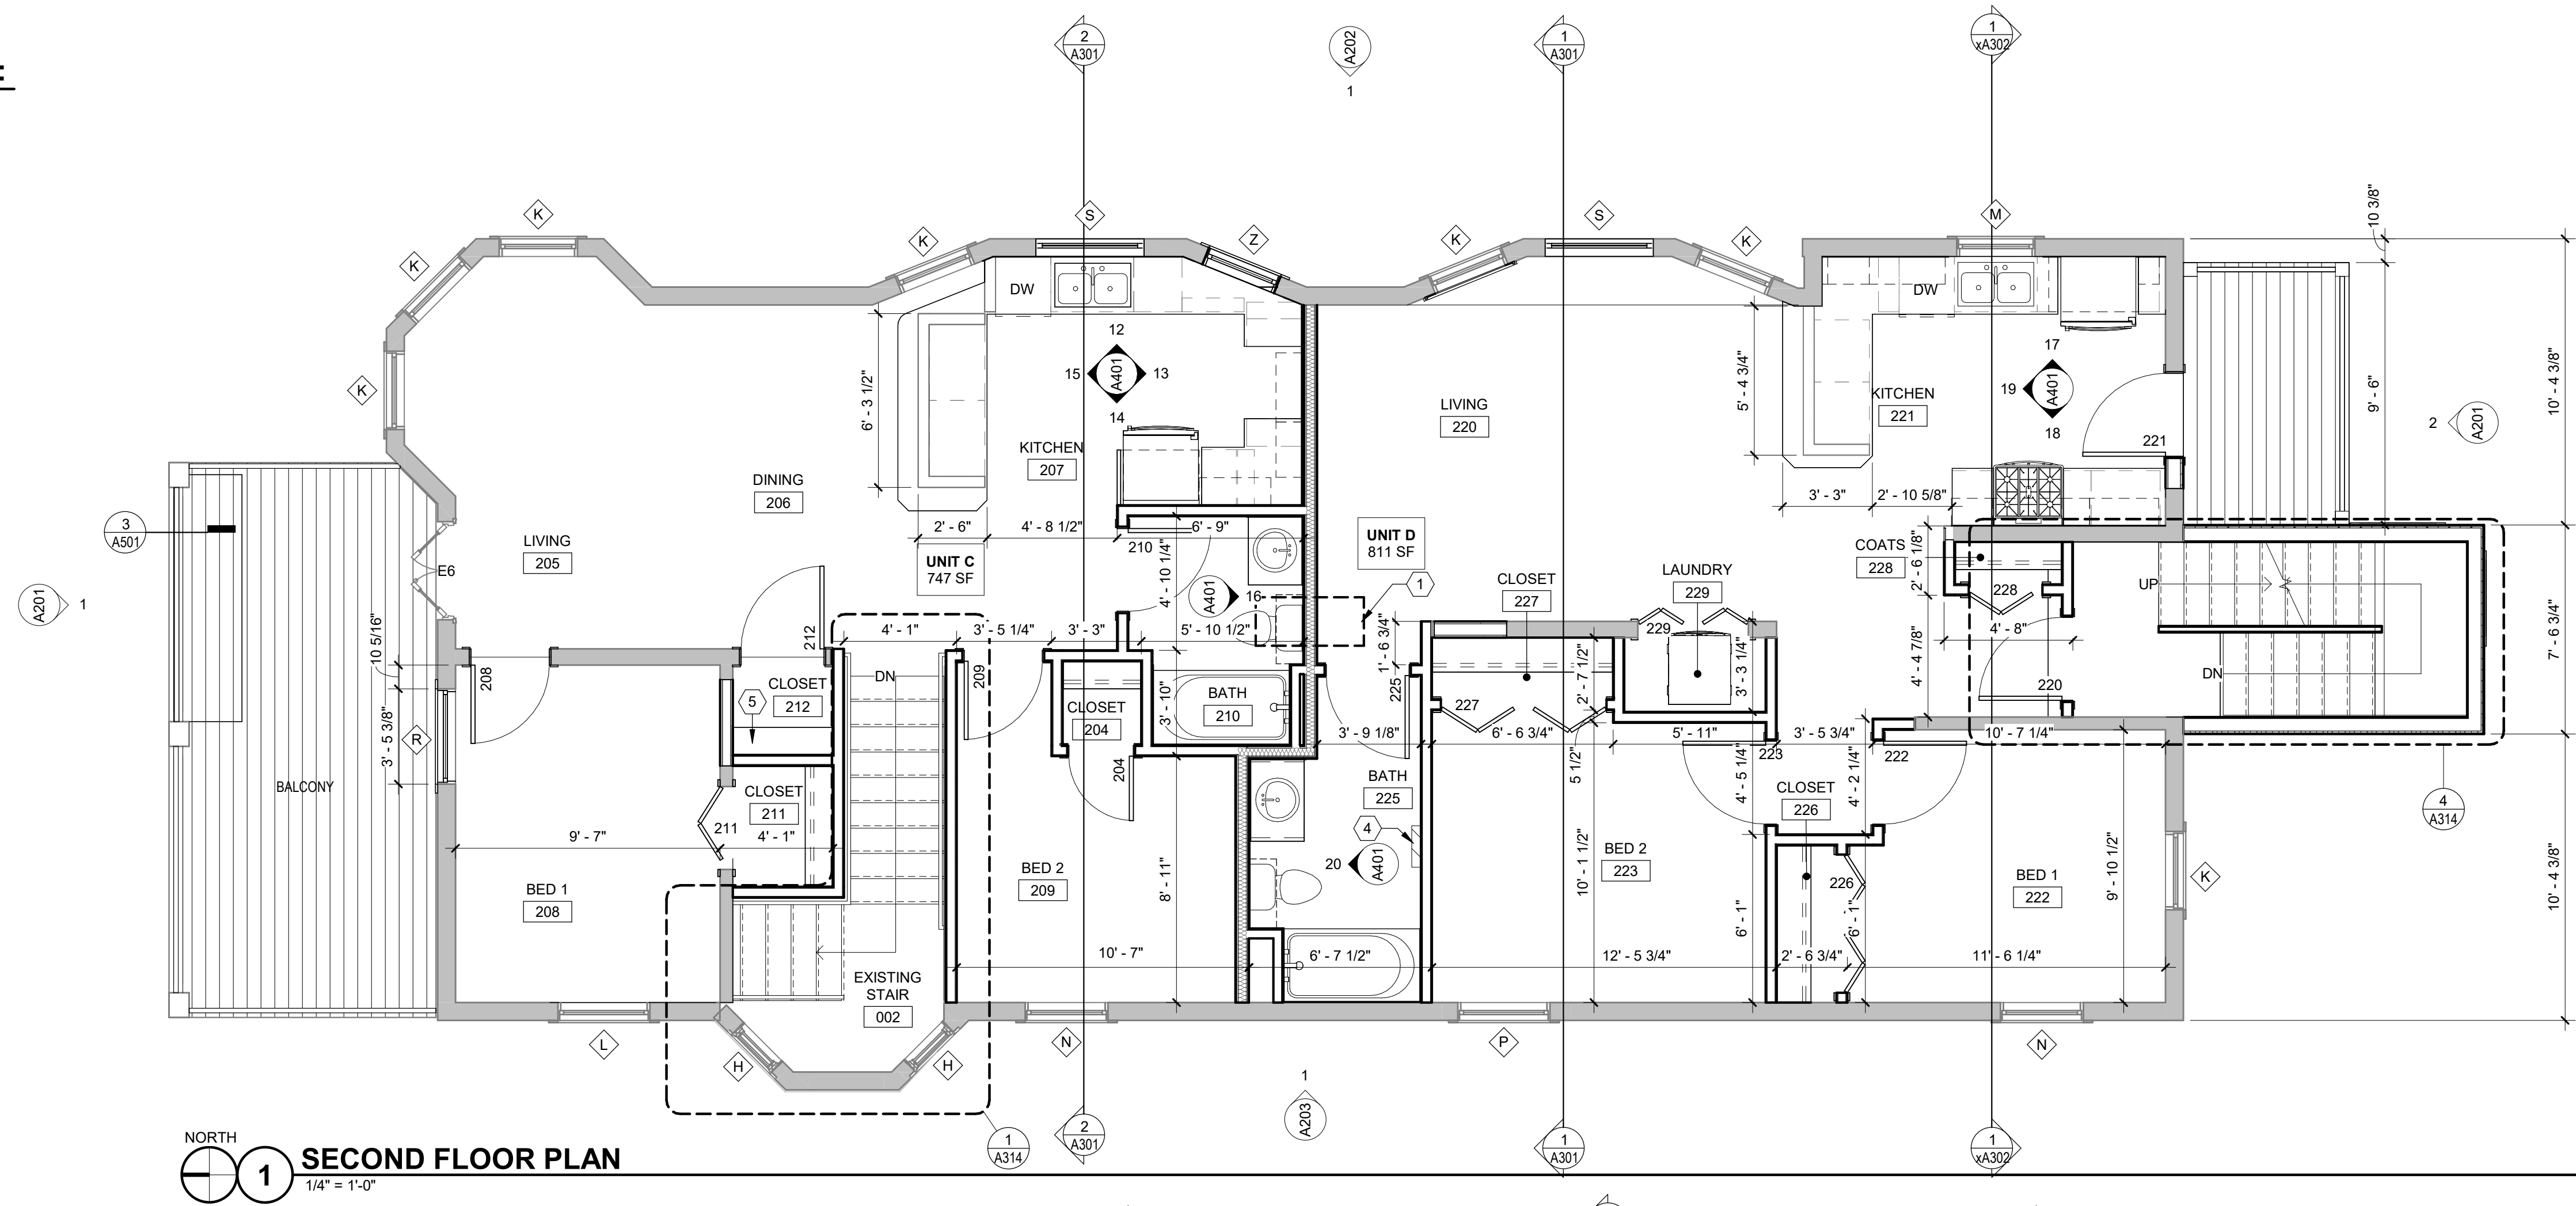 2
A301
A202
1
1
A301
1
xA302
K
K
K
K
S
Z
K
S
K
M
10 3/8"
DW
DW
12
15
A401
13
14
6' - 3 1/2"
KITCHEN
207
DINING
206
LIVING
205
2' - 6"
4' - 8 1/2"
6' - 9"
210
UNIT C
747 SF
4' - 10 1/4"
A401
16
LIVING
220
5' - 4 3/4"
KITCHEN
221
17
19
A401
18
221
9' - 6"
10' - 4 3/8"
2
A201
3' - 3"
2' - 10 5/8"
UNIT D
811 SF
1
CLOSET
227
LAUNDRY
229
229
COATS
228
2' - 6 1/8"
228
4' - 8"
4' - 4 7/8"
UP
DN
220
7' - 6 3/4"
3
A501
A201
1
E6
10 5/16"
3' - 5 3/8"
R
BALCONY
208
212
CLOSET
212
5
4' - 1"
3' - 5 1/4"
3' - 3"
5' - 10 1/2"
DN
209
CLOSET
204
204
3' - 10"
BATH
210
1' - 6 3/4"
225
3' - 9 1/8"
227
6' - 6 3/4"
2' - 7 1/2"
3' - 3 1/4"
5' - 11"
5 1/2"
223
3' - 5 3/4"
222
10' - 7 1/4"
4' - 5 1/4"
4' - 2 1/4"
CLOSET
211
211
4' - 1"
9' - 7"
BED 1
208
EXISTING
STAIR
002
BED 2
209
8' - 11"
10' - 7"
BATH
225
4
20
A401
6' - 7 1/2"
BED 2
223
10' - 1 1/2"
12' - 5 3/4"
CLOSET
226
226
6' - 1"
6' - 1"
2' - 6 3/4"
BED 1
222
11' - 6 1/4"
9' - 10 1/2"
K
4
A314
10' - 4 3/8"
L
H
H
N
P
N
1
A203
1
A314
2
A301
1
A301
1
xA302
NORTH
1
SECOND FLOOR PLAN
1/4" = 1'-0"